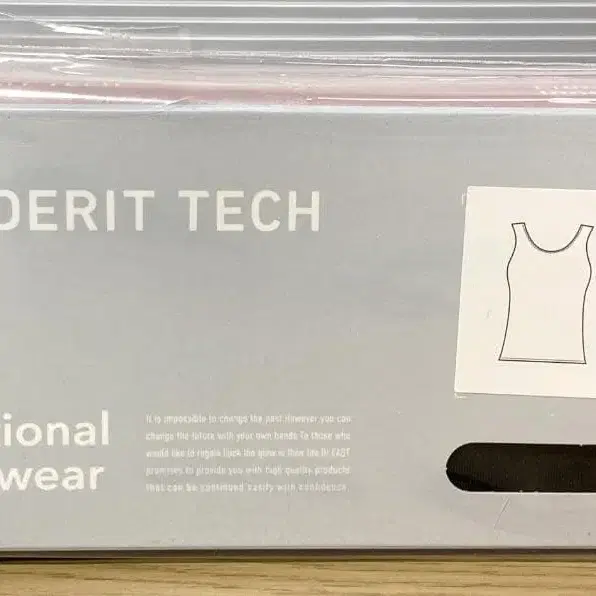 DERIT TECH
ional
wear
It is impossible to change the past.However you can
change the future with your own hands.To those who
would like to regain back the glow in their life.Dr.FAOT
promises to provide you with high quality products
that can be continued easily with confidence.